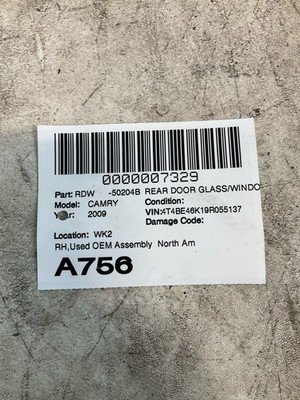 0000007329
Part: RDW -50204B REAR DOOR GLASS/WINDO
Model: CAMRY Condition:
Year: 2009 VIN:4T4BE46K19R055137
Damage Code:
Location: WK2
RH,Used OEM Assembly North Am
A756